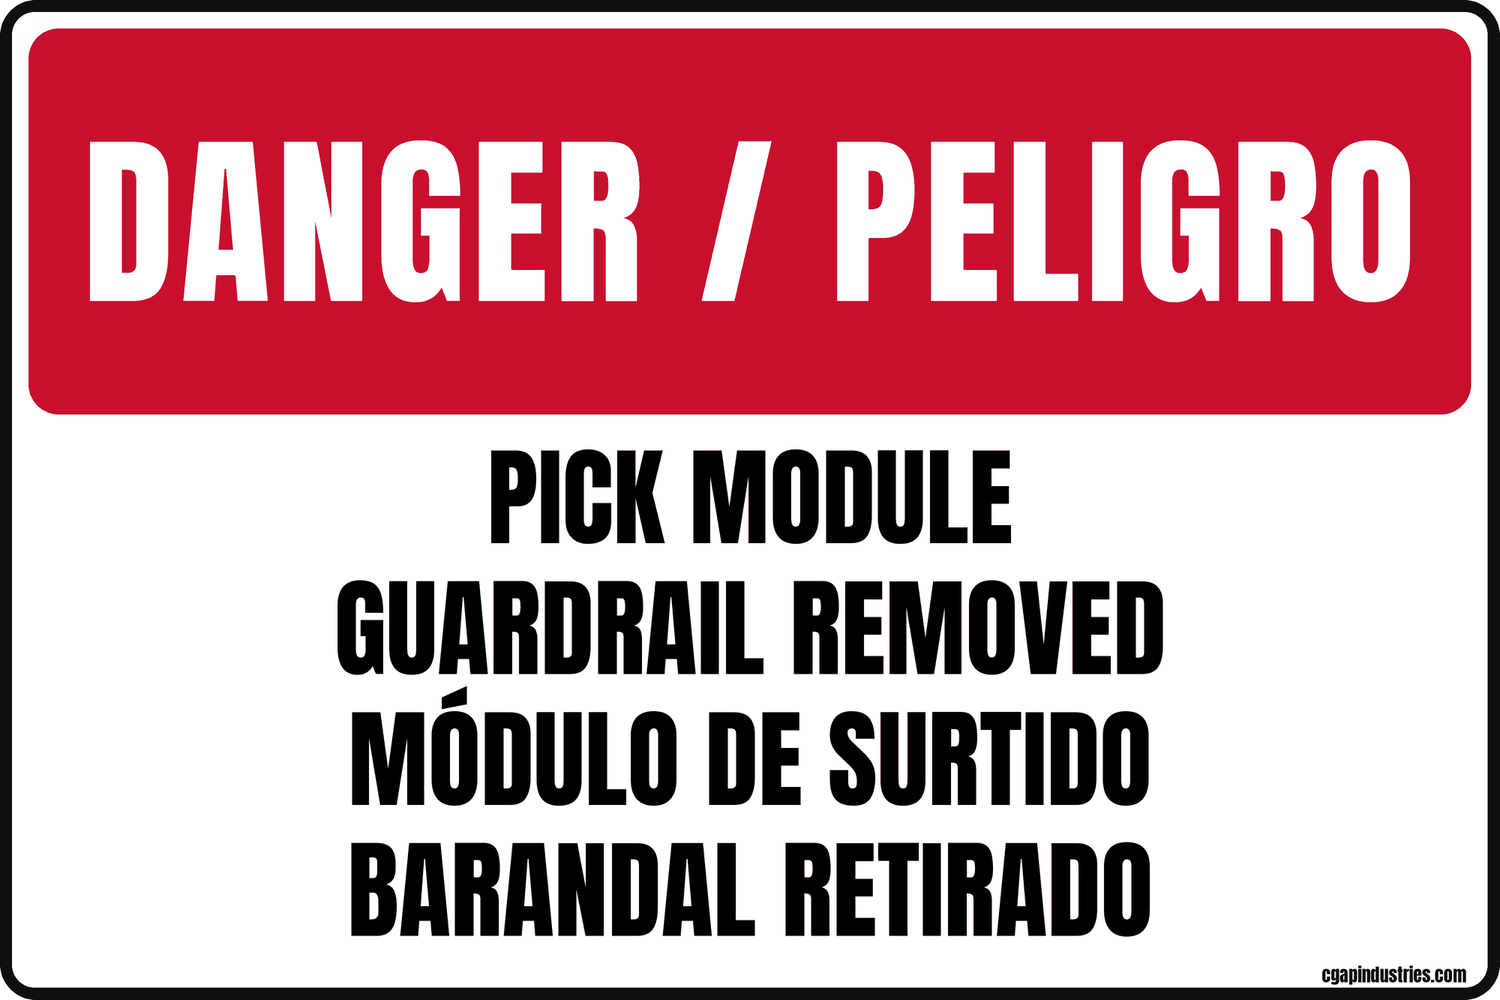 DANGER / PELIGRO
PICK MODULE
GUARDRAIL REMOVED
MÓDULO DE SURTIDO
BARANDAL RETIRADO
cgapindustries.com